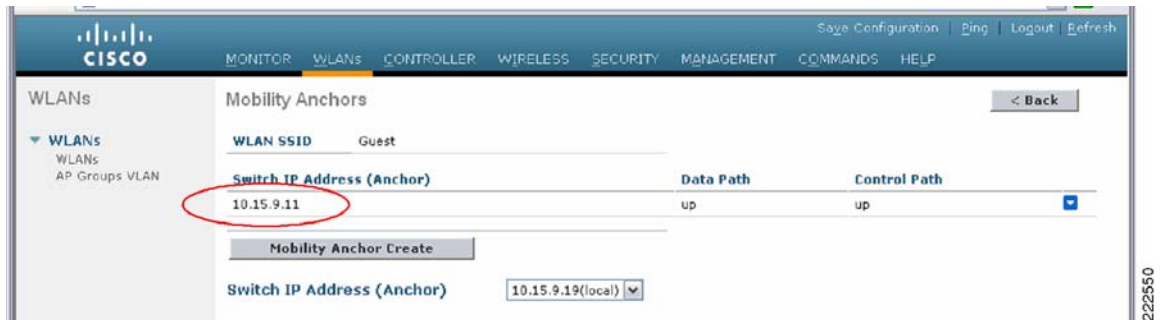 Save Configuration | Ping | Logout | Refresh
CISCO
MONITOR WLANs CONTROLLER WIRELESS SECURITY MANAGEMENT COMMANDS HELP
WLANs
Mobility Anchors
< Back
WLANs
WLANs
AP Groups VLAN
WLAN SSID Guest
Switch IP Address (Anchor) Data Path Control Path
10.15.9.11 up up
Mobility Anchor Create
Switch IP Address (Anchor) 10.15.9.19(local)
222550